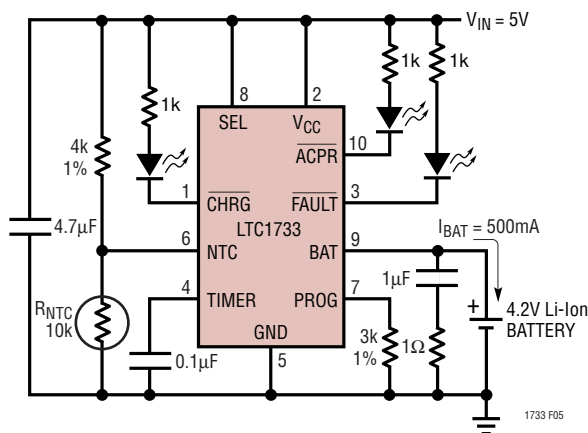 V_IN = 5V
1k
8
SEL
2
V_CC
1k
1k
10
ACPR
4k
1%
1
CHRG
FAULT
3
LTC1733
4.7µF
6
NTC
BAT
9
I_BAT = 500mA
R_NTC
10k
4
TIMER
PROG
7
1µF
+
4.2V Li-Ion
BATTERY
GND
5
0.1µF
3k
1%
1Ω
1733 F05